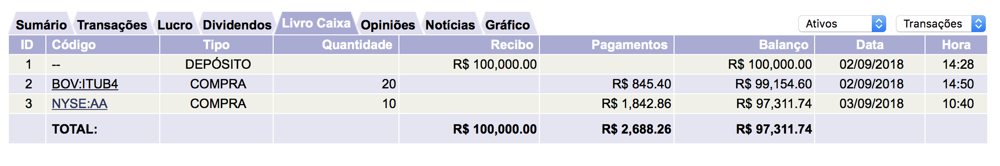 Sumário Transações Lucro Dividendos Livro Caixa Opiniões Notícias Gráfico Ativos Transações
ID Código Tipo Quantidade Recibo Pagamentos Balanço Data Hora
1 -- DEPÓSITO R$ 100,000.00 R$ 100,000.00 02/09/2018 14:28
2 BOV:ITUB4 COMPRA 20 R$ 845.40 R$ 99,154.60 02/09/2018 14:50
3 NYSE:AA COMPRA 10 R$ 1,842.86 R$ 97,311.74 03/09/2018 10:40
TOTAL: R$ 100,000.00 R$ 2,688.26 R$ 97,311.74